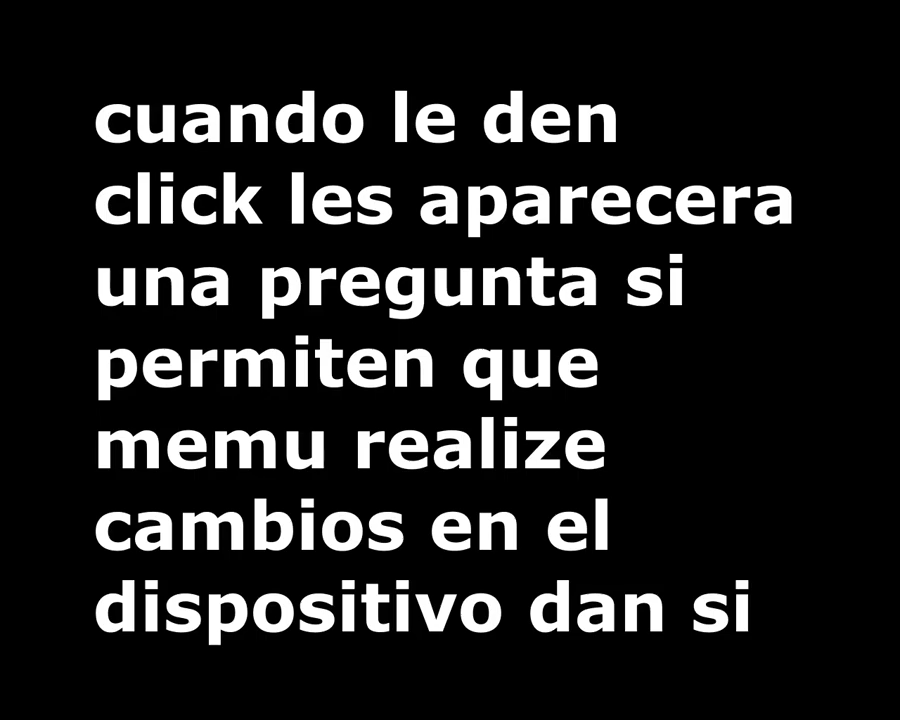 cuando le den
click les aparecera
una pregunta si
permiten que
memu realize
cambios en el
dispositivo dan si